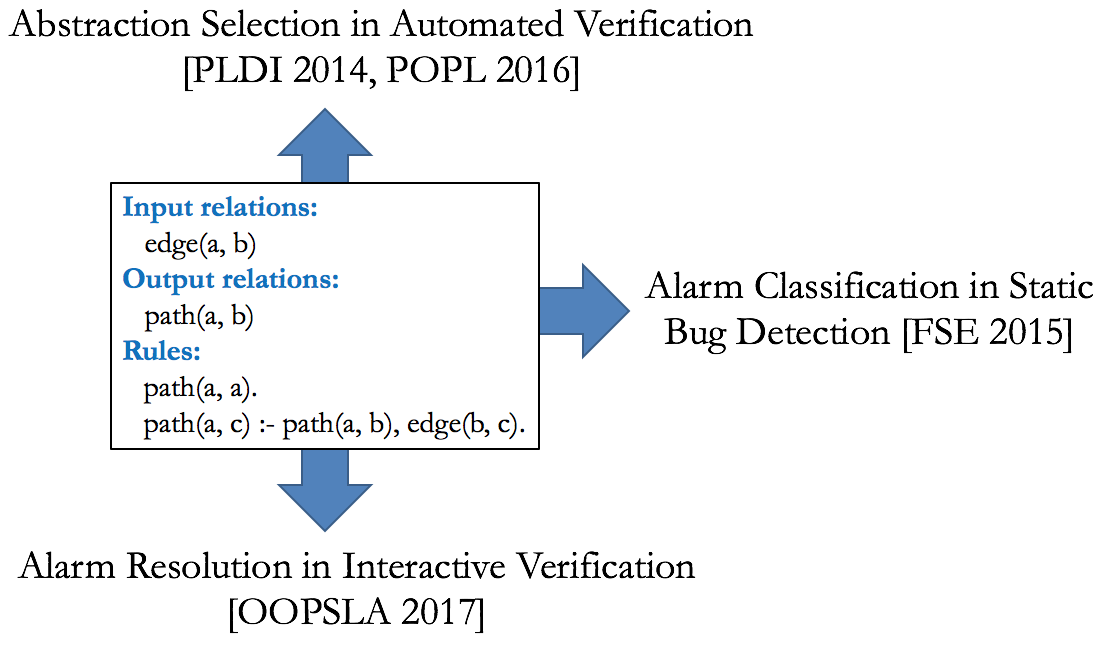 Abstraction Selection in Automated Verification
[PLDI 2014, POPL 2016]
Input relations:
edge(a, b)
Output relations:
path(a, b)
Rules:
path(a, a).
path(a, c) :- path(a, b), edge(b, c).
Alarm Classification in Static
Bug Detection [FSE 2015]
Alarm Resolution in Interactive Verification
[OOPSLA 2017]